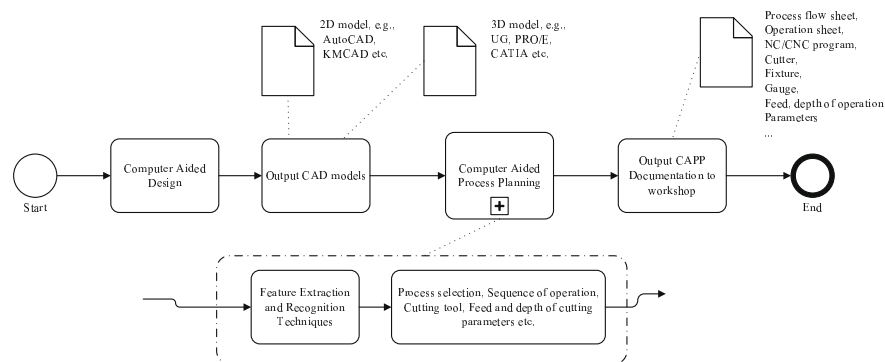 2D model, e.g.,
AutoCAD,
KMCAD etc.
3D model, e.g.,
UG, PRO/E,
CATIA etc.
Process flow sheet,
Operation sheet,
NC/CNC program,
Cutter,
Fixture,
Gauge,
Feed, depth of operation
Parameters
...
Start
Computer Aided
Design
Output CAD models
Computer Aided
Process Planning
Output CAPP
Documentation to
workshop
End
Feature Extraction
and Recognition
Techniques
Process selection, Sequence of operation,
Cutting tool, Feed and depth of cutting
parameters etc.